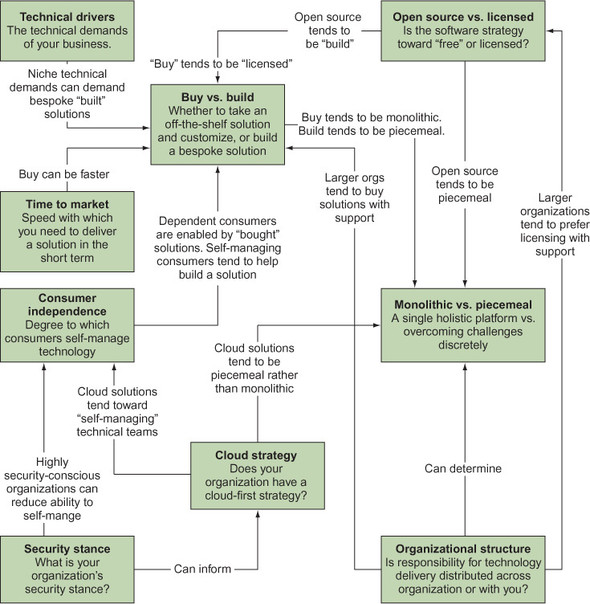 Technical drivers
The technical demands
of your business.
Open source
tends to
be “build”
Open source vs. licensed
Is the software strategy
toward “free” or licensed?
“Buy” tends to be “licensed”
Niche technical
demands can demand
bespoke “built”
solutions
Buy vs. build
Whether to take an
off-the-shelf solution
and customize, or build
a bespoke solution
Buy tends to be monolithic.
Build tends to be piecemeal.
Buy can be faster
Time to market
Speed with which
you need to deliver
a solution in the
short term
Dependent consumers
are enabled by “bought”
solutions. Self-managing
consumers tend to help
build a solution
Larger orgs
tend to buy
solutions with
support
Open source
tends to be
piecemeal
Larger
organizations
tend to prefer
licensing with
support
Consumer
independence
Degree to which
consumers self-manage
technology
Monolithic vs. piecemeal
A single holistic platform vs.
overcoming challenges
discretely
Cloud solutions
tend to be
piecemeal rather
than monolithic
Cloud solutions
tend toward
“self-managing”
technical teams
Highly
security-conscious
organizations can
reduce ability to
self-mange
Cloud strategy
Does your
organization have a
cloud-first strategy?
Can determine
Security stance
What is your
organization’s
security stance?
Can inform
Organizational structure
Is responsibility for technology
delivery distributed across
organization or with you?